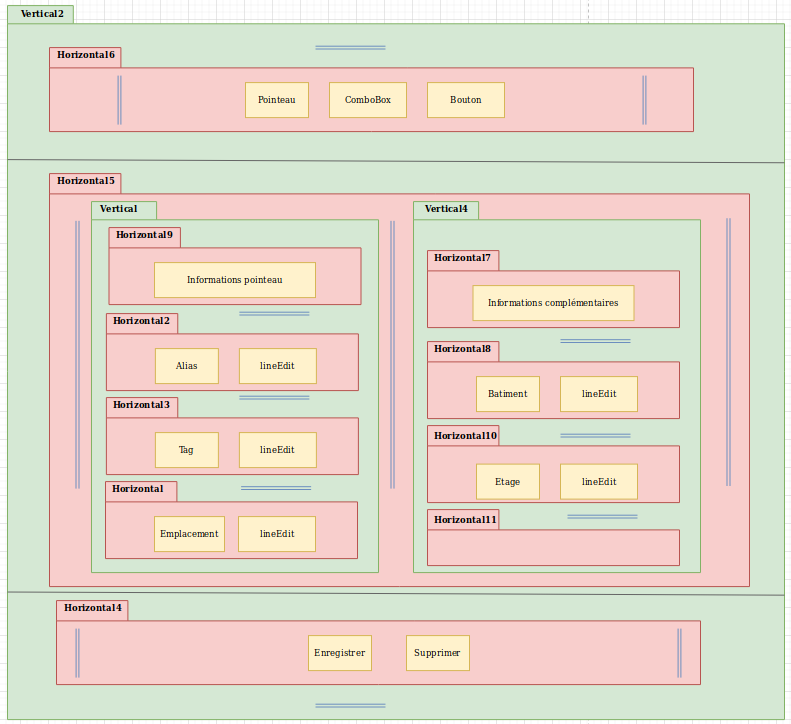 Vertical2
Horizontal6
Pointeau ComboBox Bouton
Horizontal5
Vertical
Vertical4
Horizontal9
Informations pointeau
Horizontal2
Alias lineEdit
Horizontal3
Tag lineEdit
Horizontal
Emplacement lineEdit
Horizontal7
Informations complémentaires
Horizontal8
Batiment lineEdit
Horizontal10
Etage lineEdit
Horizontal11
Horizontal4
Enregistrer Supprimer